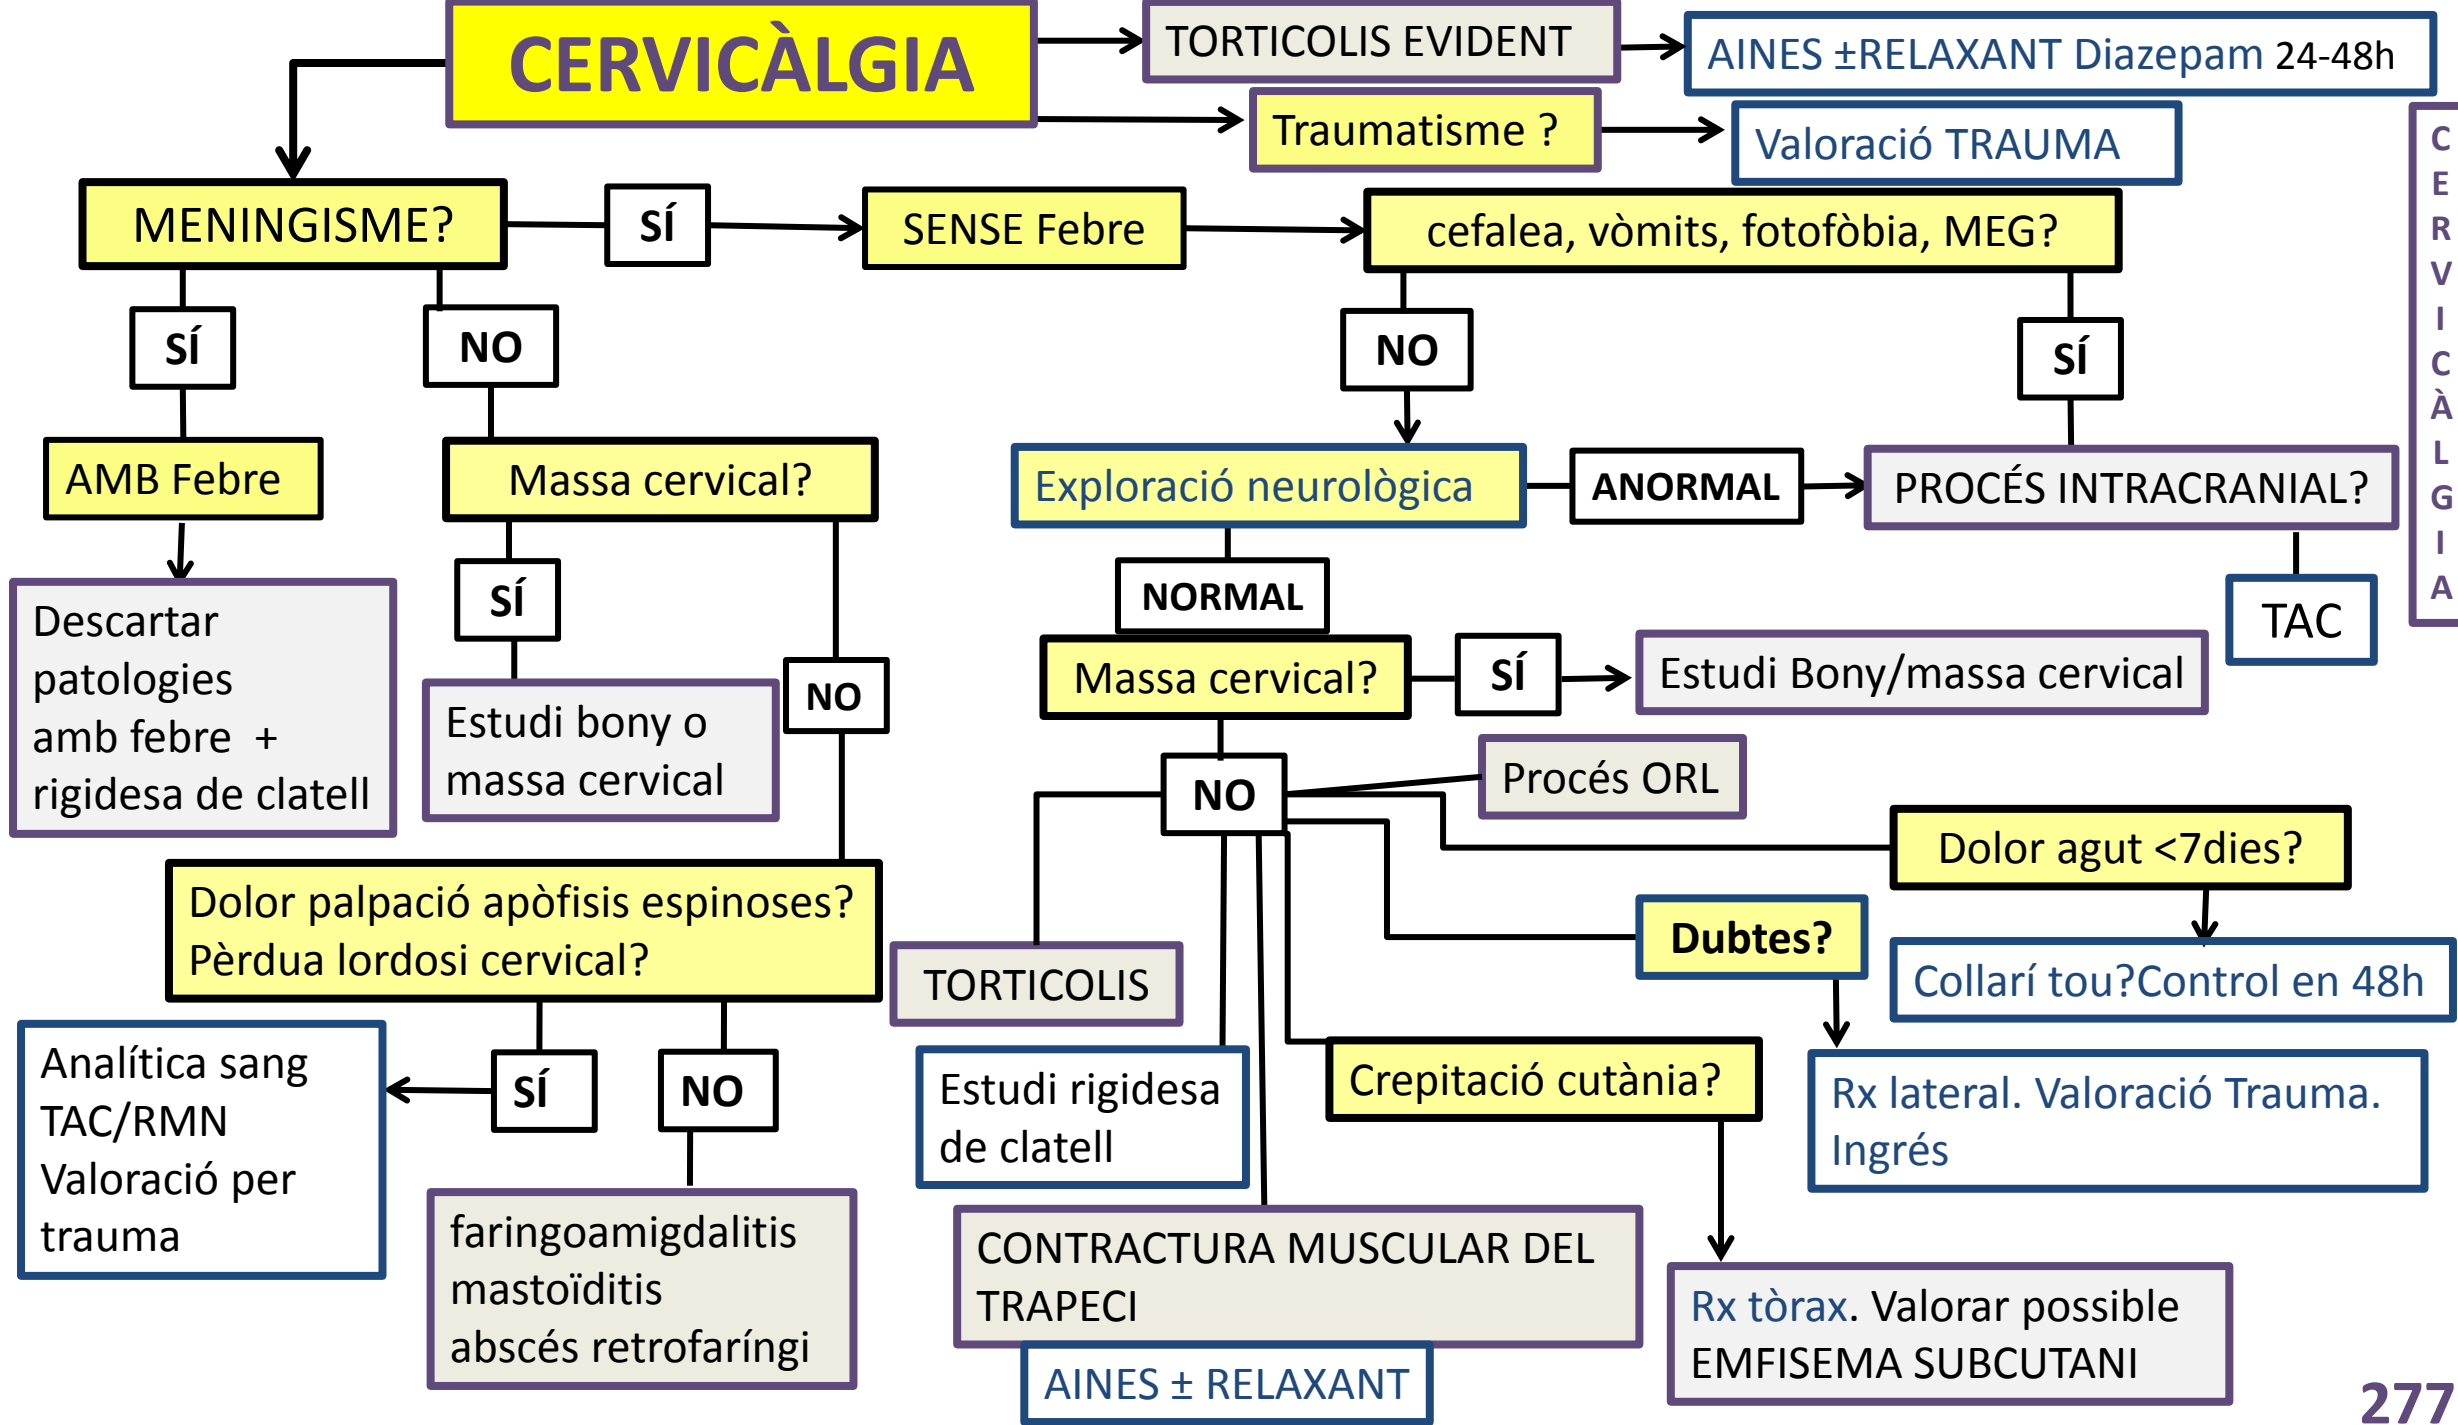 CERVICÀLGIA
TORTICOLIS EVIDENT
AINES ±RELAXANT Diazepam 24-48h
Traumatisme ?
Valoració TRAUMA
C
E
R
V
I
C
À
L
G
I
A
MENINGISME?
SÍ
SENSE Febre
cefalea, vòmits, fotofòbia, MEG?
SÍ
NO
NO
SÍ
AMB Febre
Massa cervical?
Exploració neurològica
ANORMAL
PROCÉS INTRACRANIAL?
Descartar
patologies
amb febre +
rigidesa de clatell
SÍ
NORMAL
TAC
Estudi bony o
massa cervical
NO
Massa cervical?
SÍ
Estudi Bony/massa cervical
NO
Procés ORL
Dolor agut <7dies?
Dolor palpació apòfisis espinoses?
Pèrdua lordosi cervical?
TORTICOLIS
Dubtes?
Collarí tou?Control en 48h
Analítica sang
TAC/RMN
Valoració per
trauma
SÍ
NO
Estudi rigidesa
de clatell
Crepitació cutània?
Rx lateral. Valoració Trauma.
Ingrés
faringoamigdalitis
mastoïditis
abscés retrofaríngi
CONTRACTURA MUSCULAR DEL
TRAPECI
AINES ± RELAXANT
Rx tòrax. Valorar possible
EMFISEMA SUBCUTANI
277